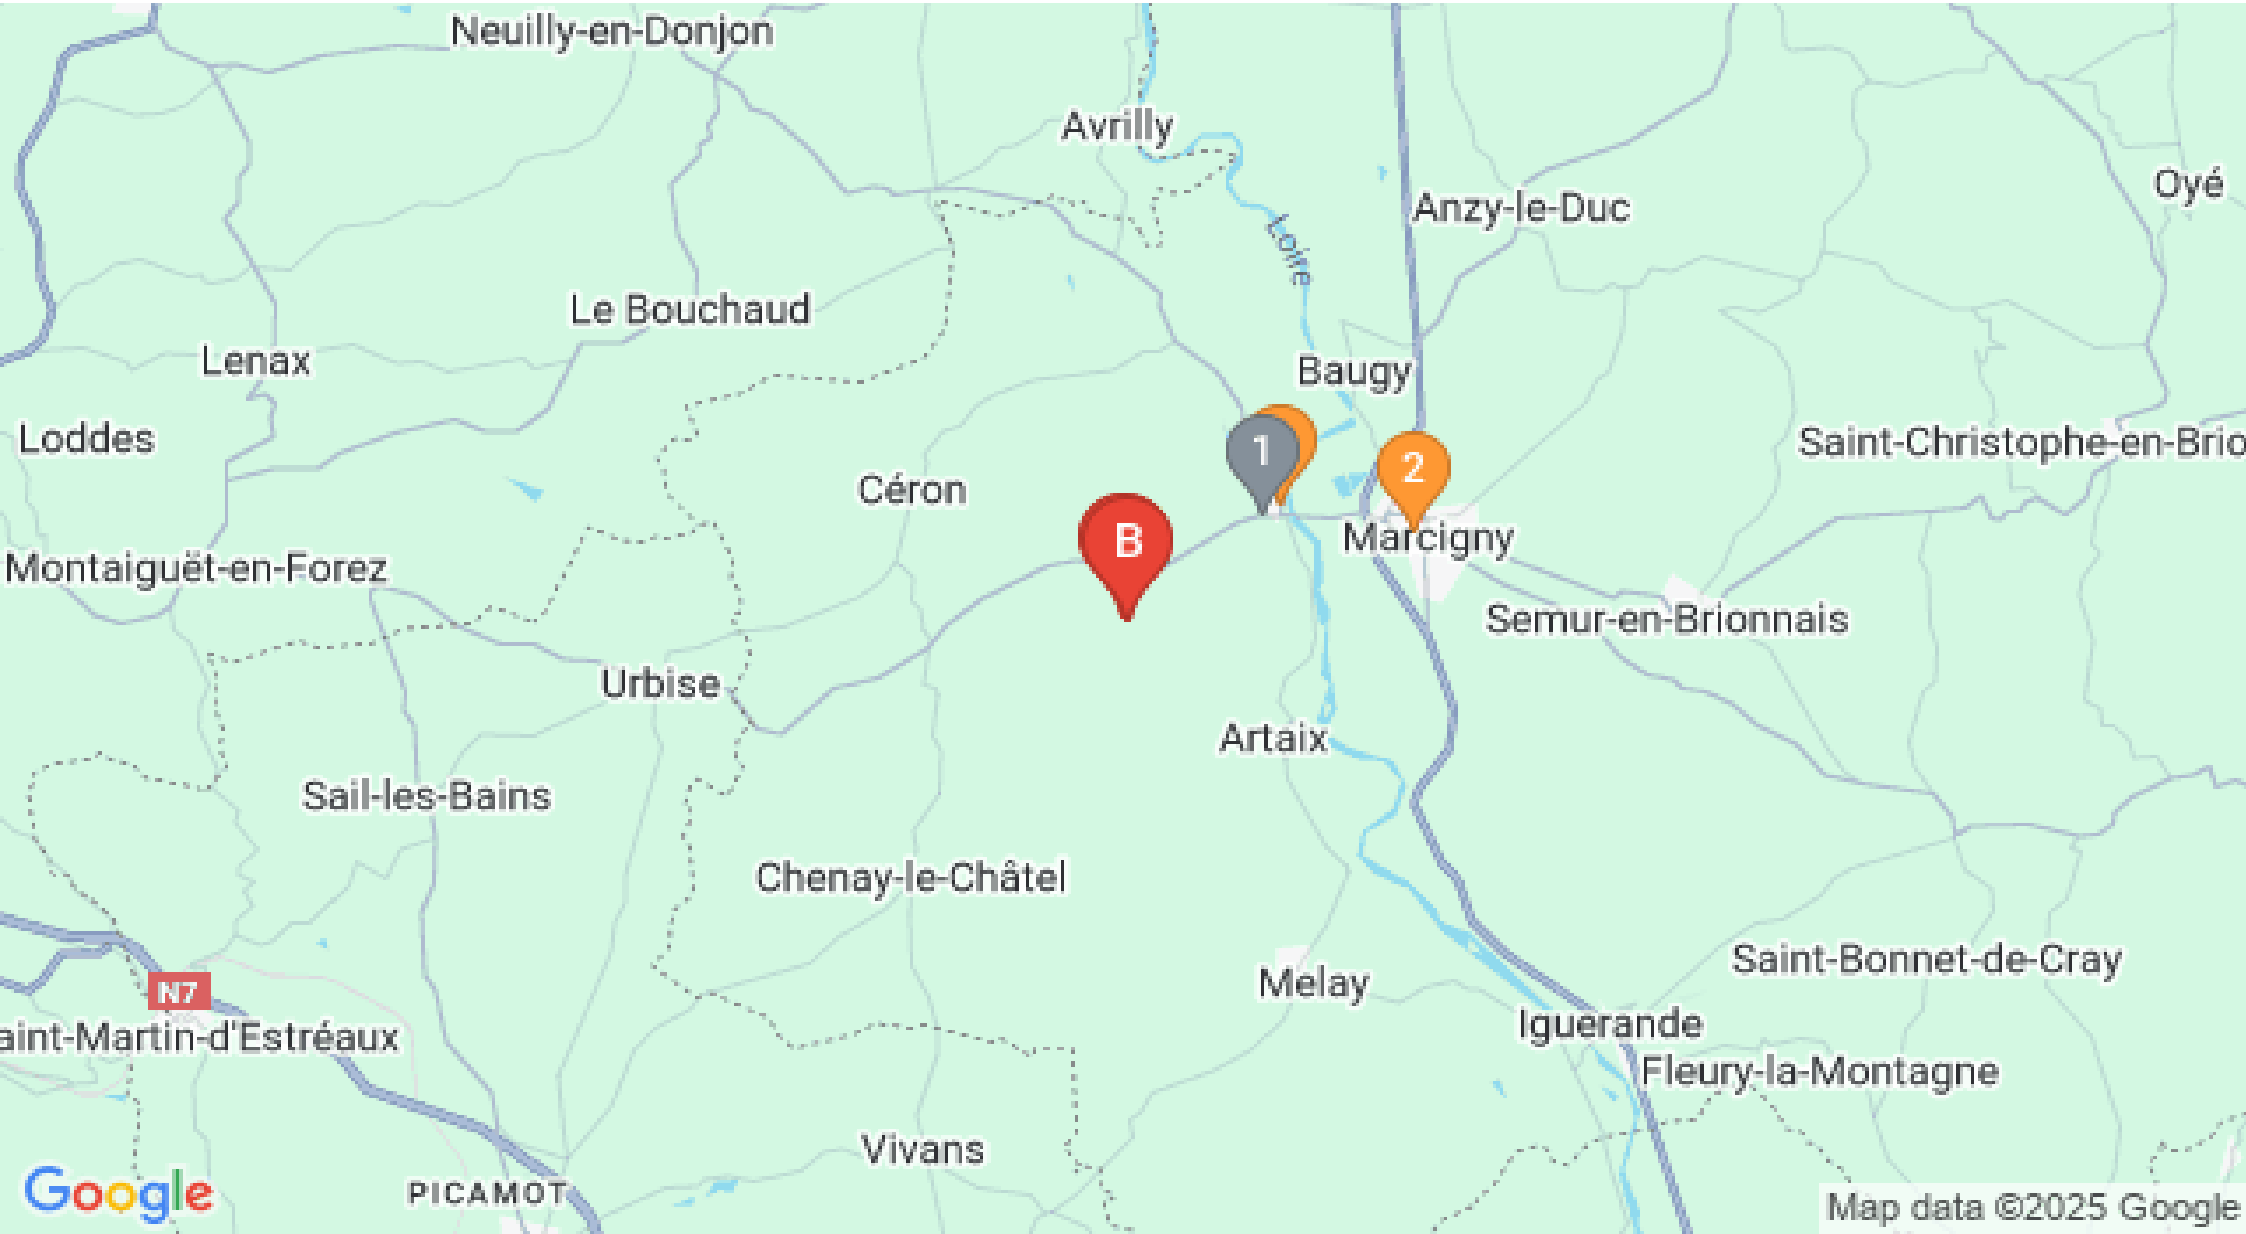 Neuilly-en-Donjon
Avrilly
Oyé
Anzy-le-Duc
Loire
Le Bouchaud
Lenax
Baugy
Loddes
Saint-Christophe-en-Brio
1
2
Céron
B
Marcigny
Montaiguët-en-Forez
Semur-en-Brionnais
Urbise
Artaix
Sail-les-Bains
Chenay-le-Châtel
Saint-Bonnet-de-Cray
Melay
N7
Iguerande
aint-Martin-d'Estréaux
Fleury-la-Montagne
Vivans
PICAMOT
Google
Map data ©2025 Google